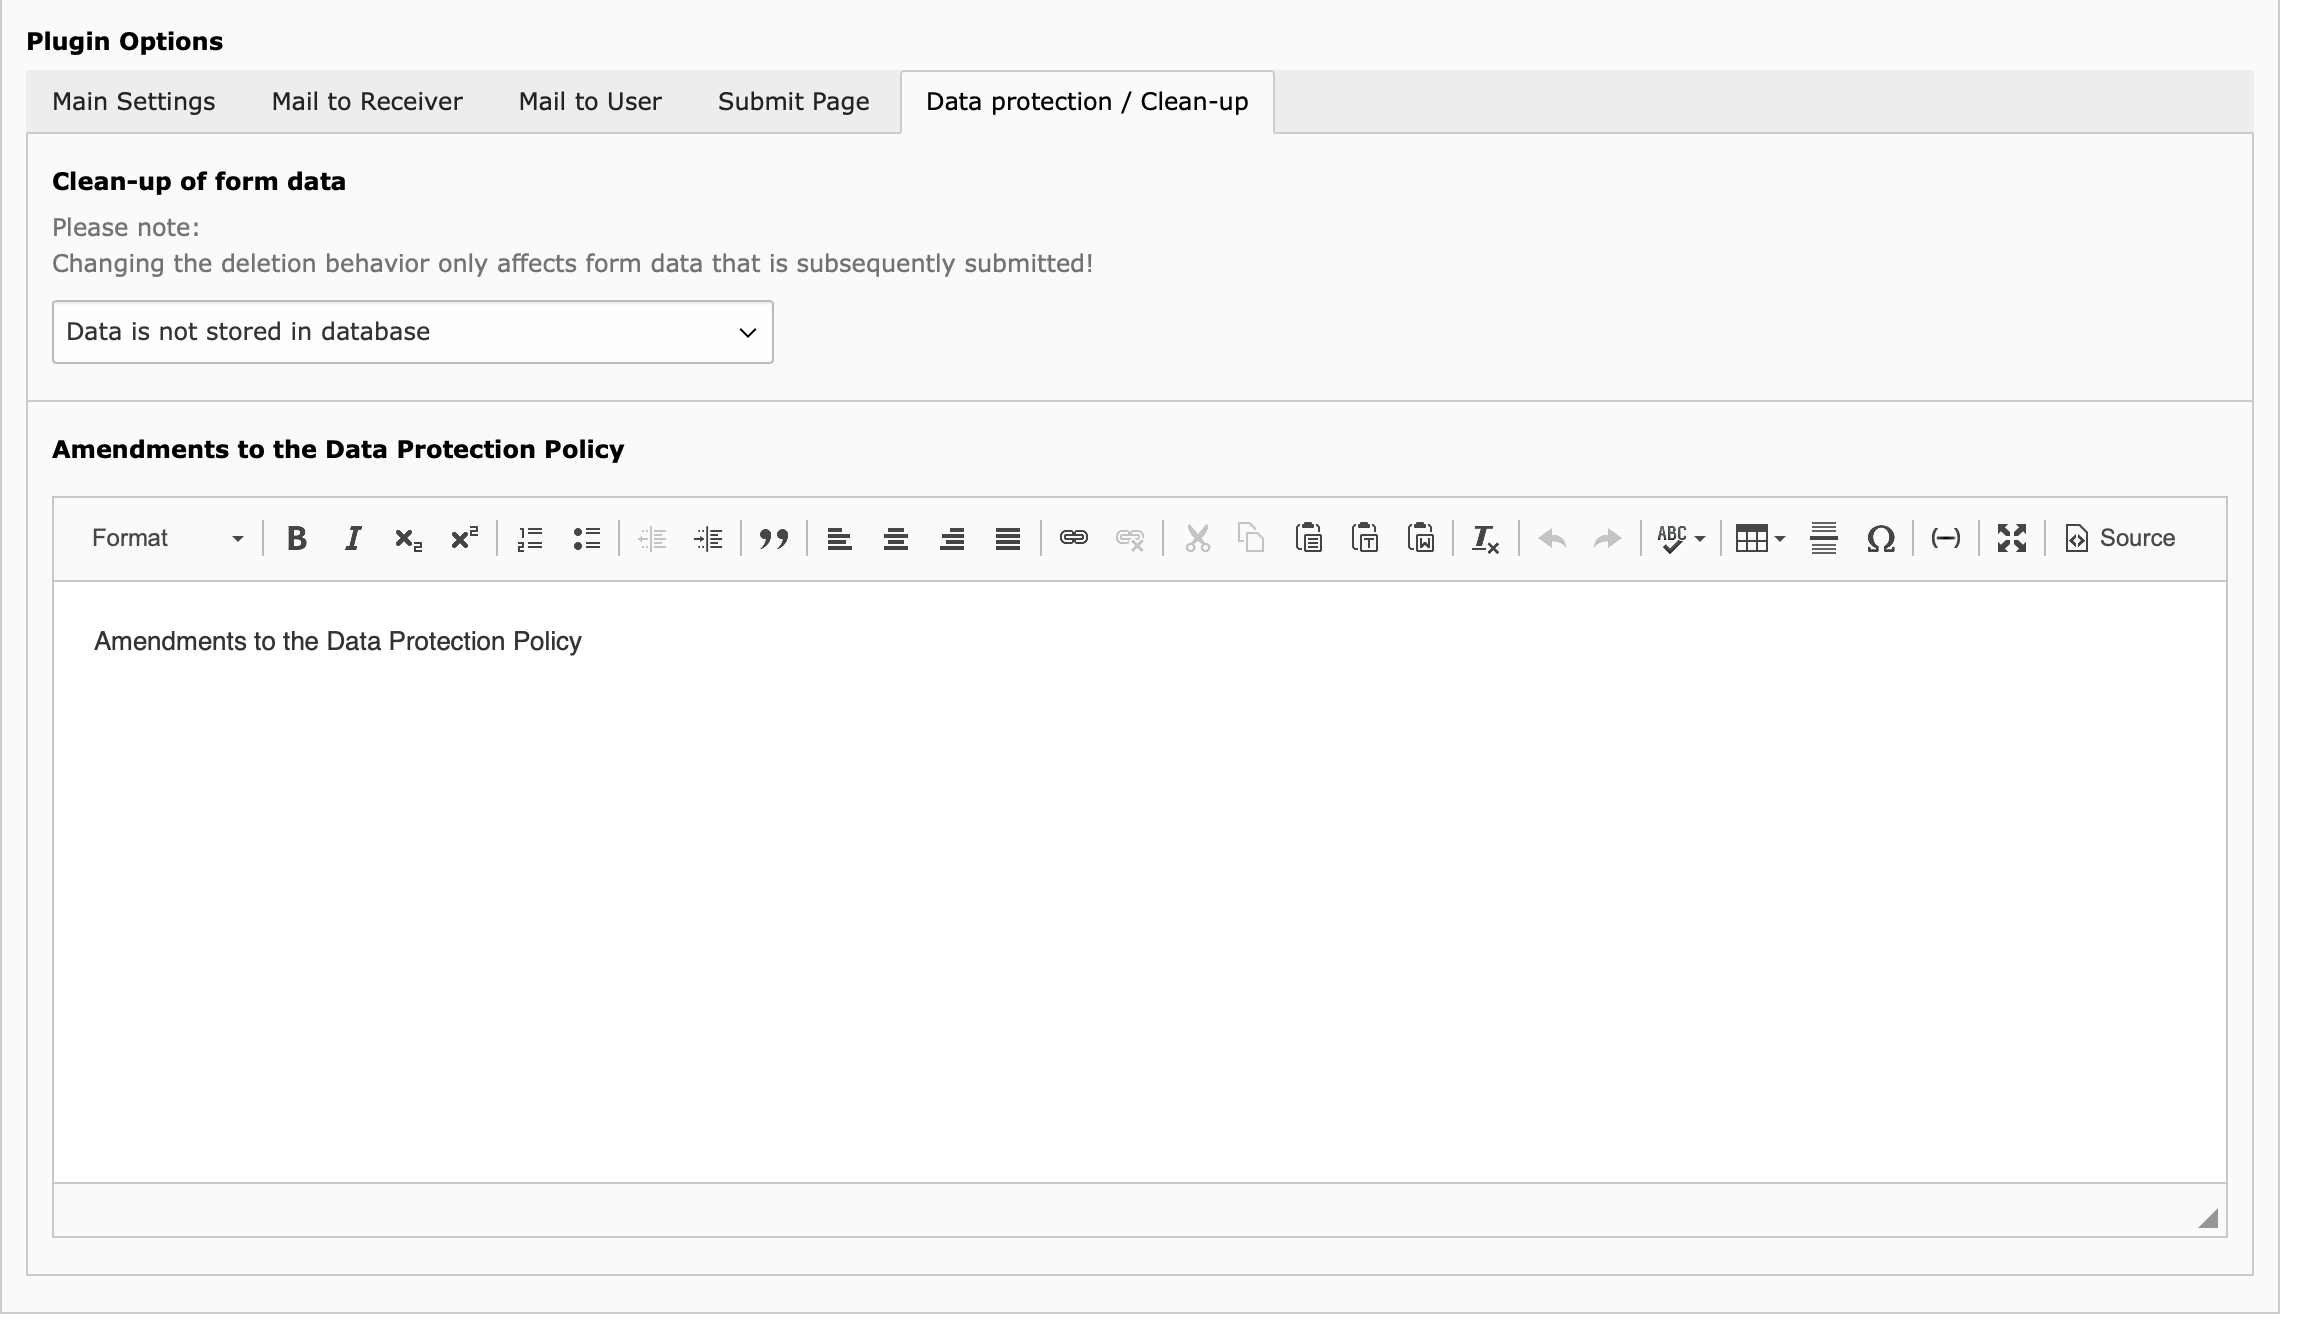 Plugin Options
Main Settings Mail to Receiver Mail to User Submit Page Data protection / Clean-up
Clean-up of form data
Please note:
Changing the deletion behavior only affects form data that is subsequently submitted!
Data is not stored in database
Amendments to the Data Protection Policy
Format B I x₂ x² ABC Ω Source
Amendments to the Data Protection Policy